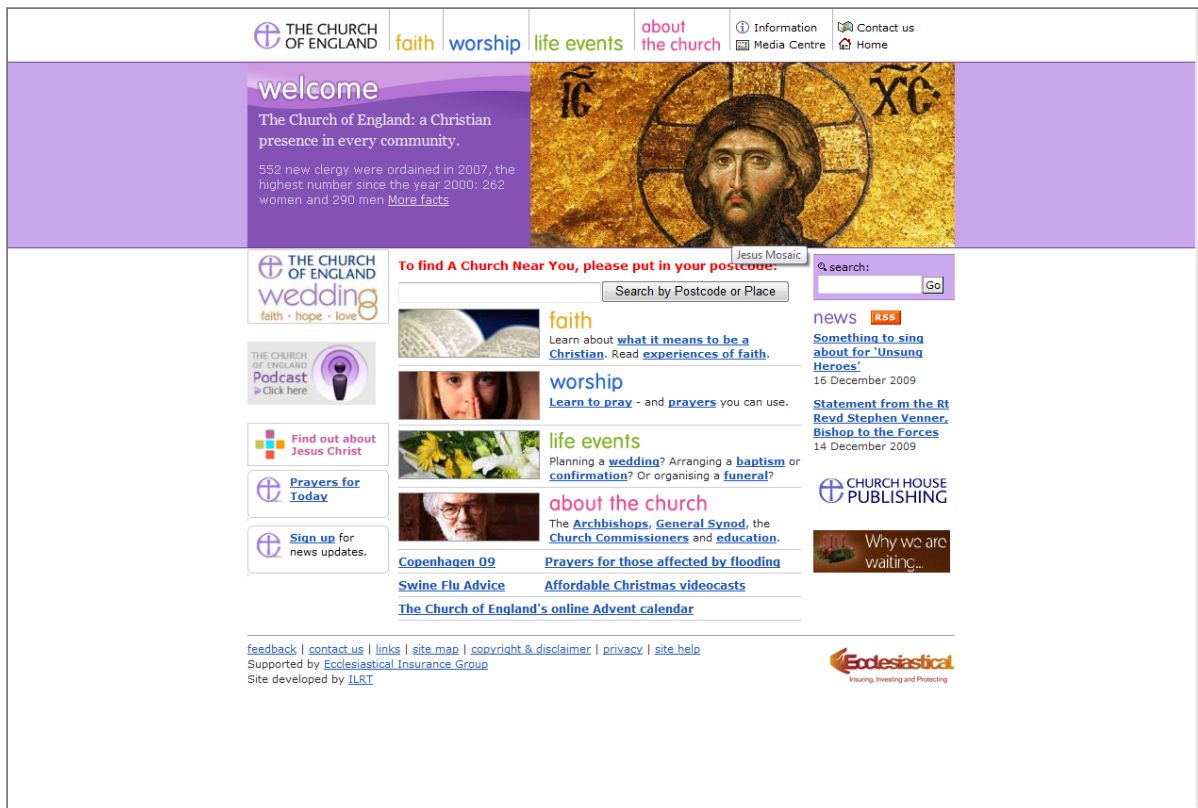 THE CHURCH
OF ENGLAND
faith
worship
life events
about
the church
Information
Media Centre
Contact us
Home
welcome
The Church of England: a Christian
presence in every community.
552 new clergy were ordained in 2007, the
highest number since the year 2000: 262
women and 290 men More facts
IC
XC
Jesus Mosaic
THE CHURCH
OF ENGLAND
wedding
faith · hope · love
THE CHURCH
OF ENGLAND
Podcast
Click here
Find out about
Jesus Christ
Prayers for
Today
Sign up for
news updates.
To find A Church Near You, please put in your postcode:
Search by Postcode or Place
faith
Learn about what it means to be a
Christian. Read experiences of faith.
worship
Learn to pray - and prayers you can use.
life events
Planning a wedding? Arranging a baptism or
confirmation? Or organising a funeral?
about the church
The Archbishops, General Synod, the
Church Commissioners and education.
Copenhagen 09
Prayers for those affected by flooding
Swine Flu Advice
Affordable Christmas videocasts
The Church of England's online Advent calendar
search:
Go
news RSS
Something to sing
about for ‘Unsung
Heroes’
16 December 2009
Statement from the Rt
Revd Stephen Venner,
Bishop to the Forces
14 December 2009
CHURCH HOUSE
PUBLISHING
Why we are
waiting...
feedback | contact us | links | site map | copyright & disclaimer | privacy | site help
Supported by Ecclesiastical Insurance Group
Site developed by ILRT
Ecclesiastical
Insuring, Investing and Protecting